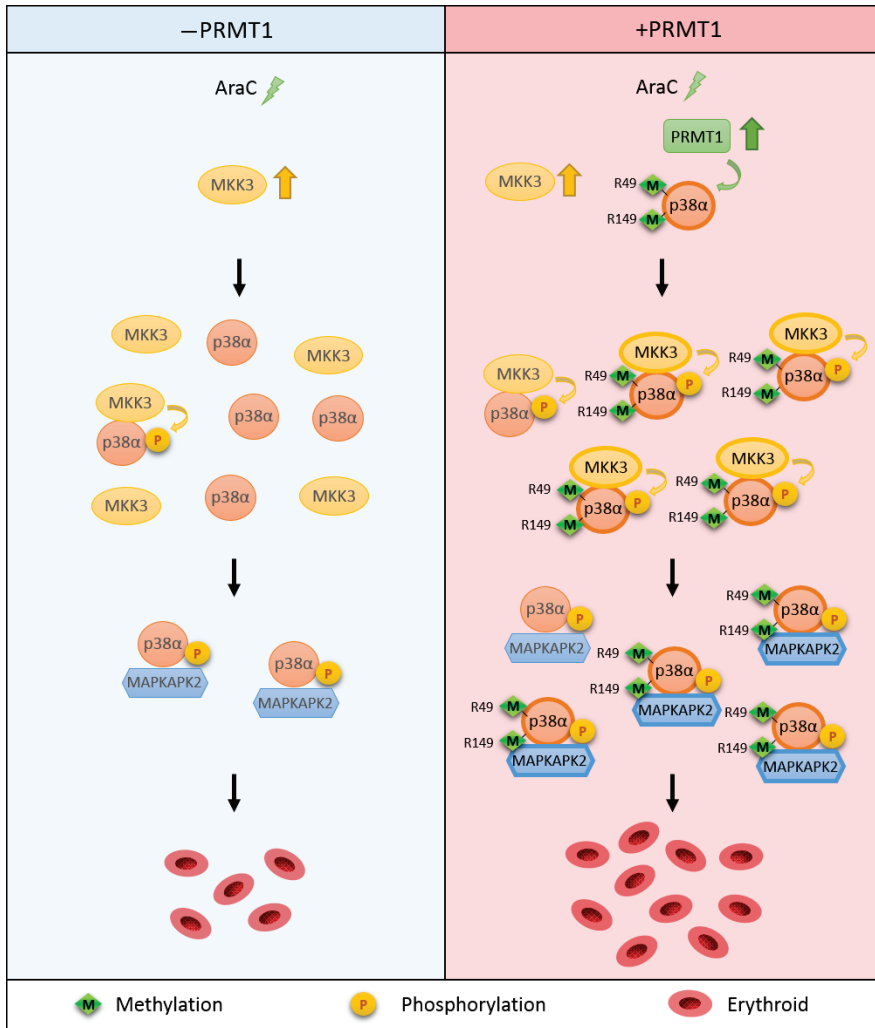 —PRMT1
+PRMT1
AraC
MKK3
MKK3
p38α
MKK3
MKK3
p38α
P
p38α
p38α
MKK3
p38α
MKK3
p38α
P
MAPKAPK2
p38α
P
MAPKAPK2
AraC
PRMT1
MKK3
R49
M
p38α
R149
M
MKK3
p38α
P
MKK3
R49
M
p38α
P
R149
M
MKK3
R49
M
p38α
P
R149
M
MKK3
R49
M
p38α
P
R149
M
MKK3
R49
M
p38α
P
R149
M
p38α
P
MAPKAPK2
R49
M
p38α
P
R149
M
MAPKAPK2
R49
M
p38α
P
R149
M
MAPKAPK2
R49
M
p38α
P
R149
M
MAPKAPK2
R49
M
p38α
P
R149
M
MAPKAPK2
M Methylation
P Phosphorylation
Erythroid